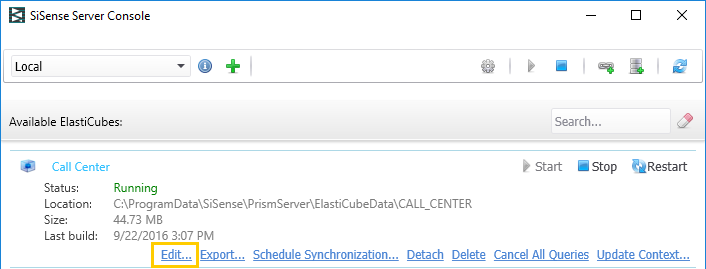 SiSense Server Console
Local
Available ElastiCubes:
Search...
Call Center
Start
Stop
Restart
Status: Running
Location: C:\ProgramData\SiSense\PrismServer\ElastiCubeData\CALL_CENTER
Size: 44.73 MB
Last build: 9/22/2016 3:07 PM
Edit... Export... Schedule Synchronization... Detach Delete Cancel All Queries Update Context...